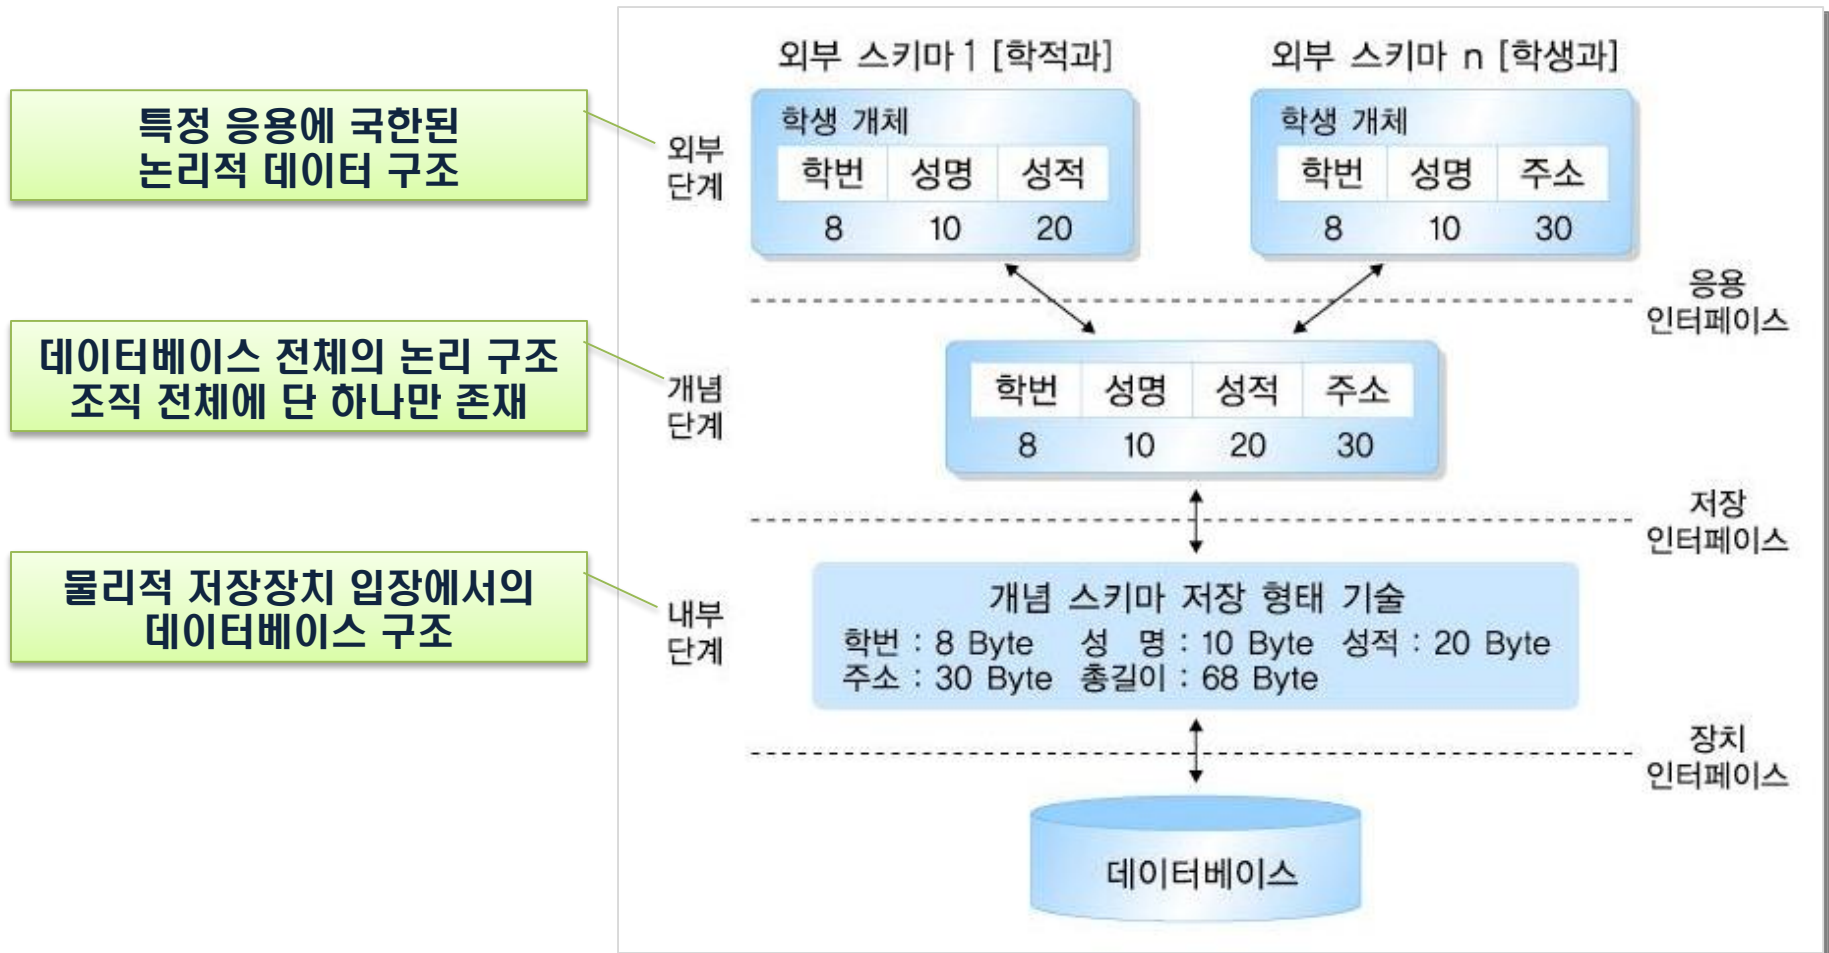 외부 스키마 1 [학적과]
외부 스키마 n [학생과]
특정 응용에 국한된
논리적 데이터 구조
외부
단계
학생 개체
학번 성명 성적
8 10 20
학생 개체
학번 성명 주소
8 10 30
응용
인터페이스
데이터베이스 전체의 논리 구조
조직 전체에 단 하나만 존재
개념
단계
학번 성명 성적 주소
8 10 20 30
저장
인터페이스
물리적 저장장치 입장에서의
데이터베이스 구조
내부
단계
개념 스키마 저장 형태 기술
학번 : 8 Byte 성 명 : 10 Byte 성적 : 20 Byte
주소 : 30 Byte 총길이 : 68 Byte
장치
인터페이스
데이터베이스